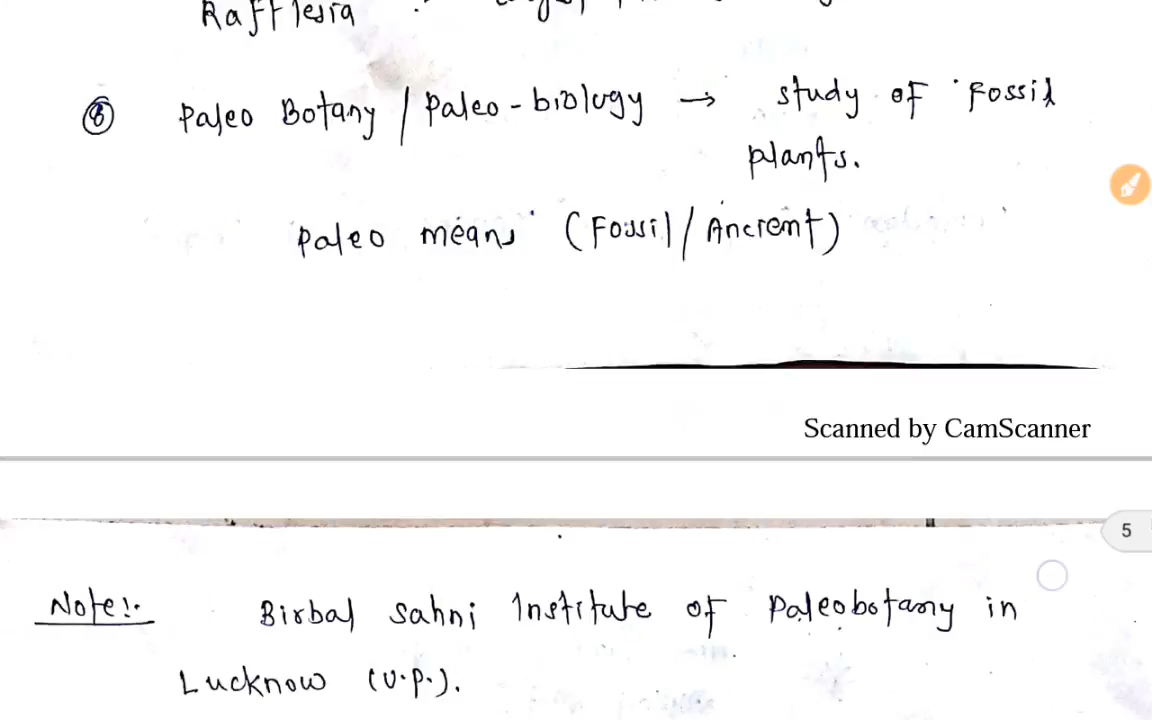 Rafflesia
⑧ Paleo Botany / Paleo-biology → study of Fossil
plants.
Paleo means (Fossil / Ancient)
Scanned by CamScanner
5
Note:-
Birbal Sahni Institute of Paleobotany in
Lucknow (U.P.).